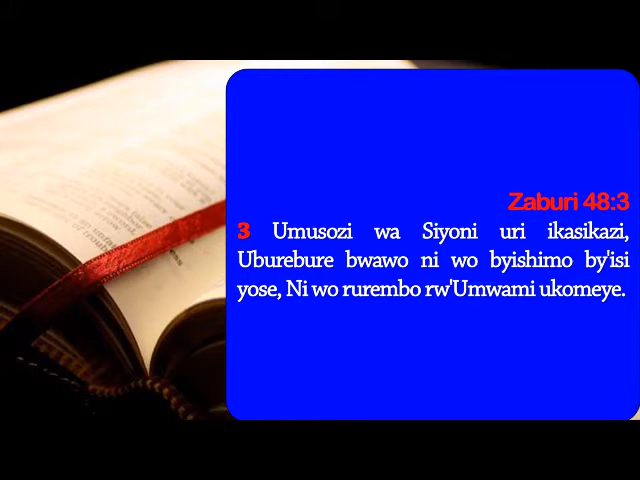 Zaburi 48:3
3 Umusozi wa Siyoni uri ikasikazi,
Uburebure bwawo ni wo byishimo by'isi
yose, Ni wo rurembo rw'Umwami ukomeye.